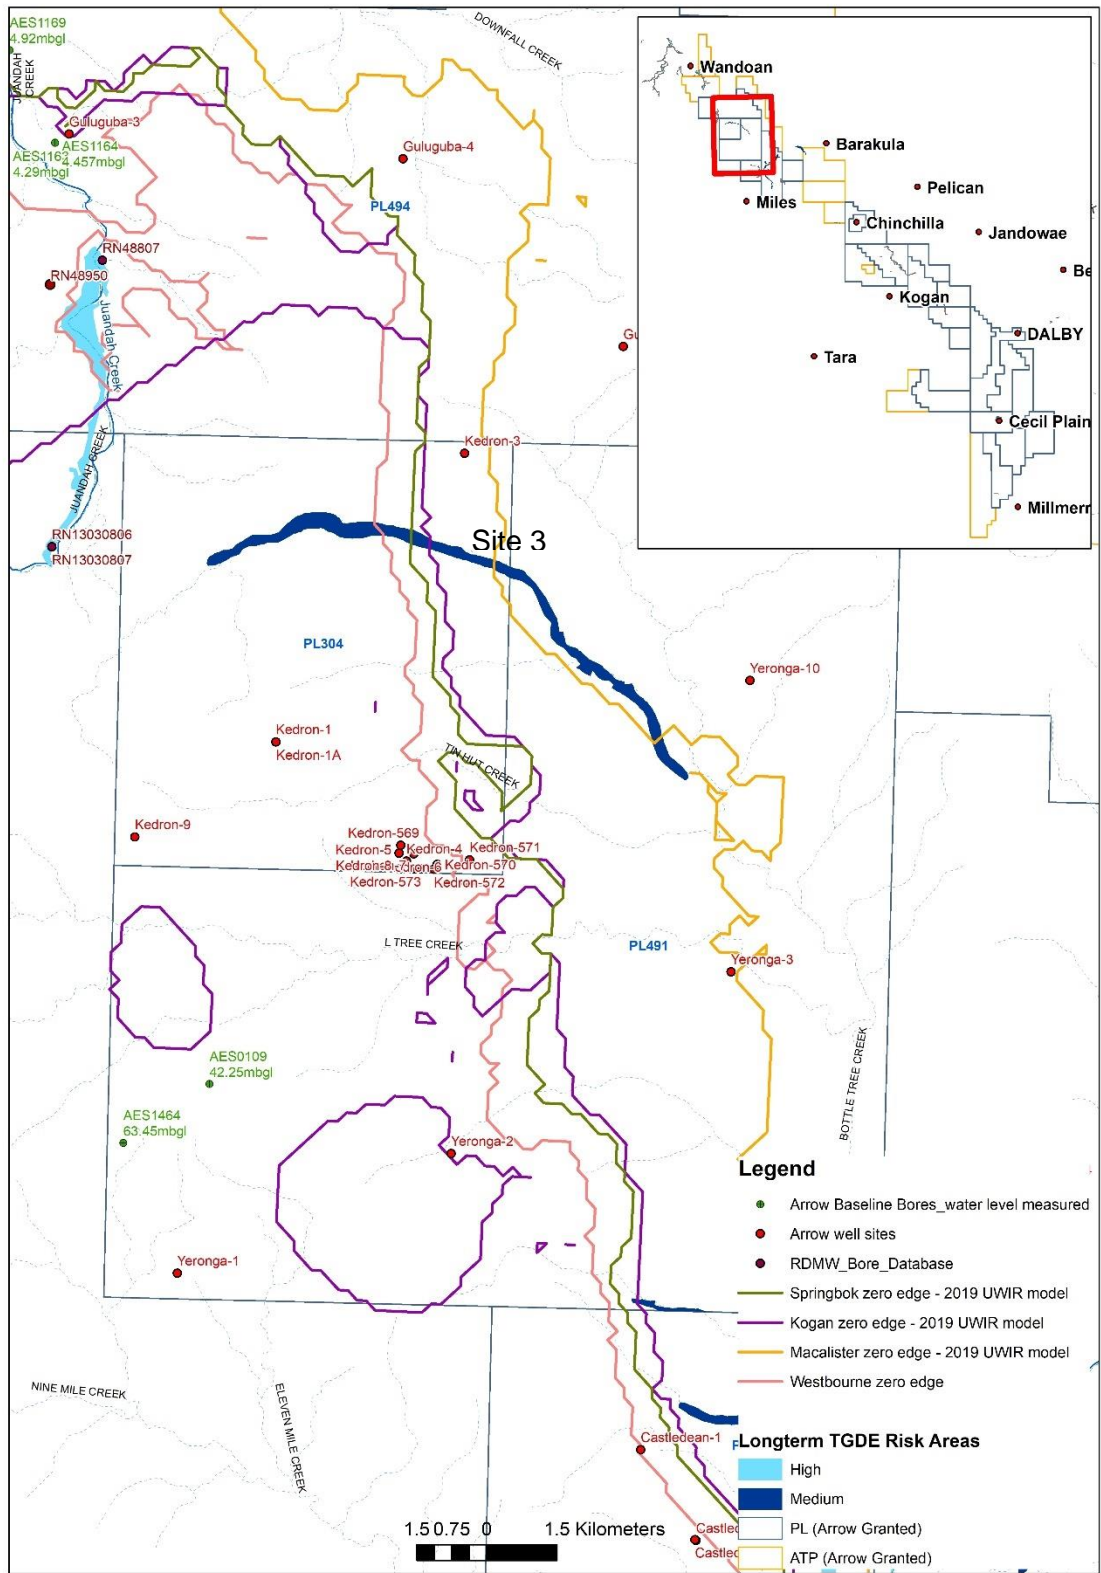 AES1169
4.92mbgl
JUANDAH
CREEK
DOWNFALL CREEK
Guluguba-3
AES1164
AES1163
4.457mbgl
4.29mbgl
Guluguba-4
PL494
RN48807
RN48950
Juandah Creek
JUANDAH CREEK
Kedron-3
RN13030806
RN13030807
Site 3
PL304
Yeronga-10
Kedron-1
Kedron-1A
TIN HUT CREEK
Kedron-9
Kedron-569
Kedron-5
Kedron-4
Kedron-571
Kedron-570
Kedron-573
Kedron-572
L TREE CREEK
PL491
Yeronga-3
AES0109
42.25mbgl
AES1464
63.45mbgl
Yeronga-2
BOTTLE TREE CREEK
Yeronga-1
NINE MILE CREEK
ELEVEN MILE CREEK
Castledean-1
1.5 0.75 0 1.5 Kilometers
Wandoan
Barakula
Miles
Pelican
Chinchilla
Jandowae
Be
Kogan
DALBY
Tara
Cecil Plain
Millmerr
Legend
Arrow Baseline Bores_water level measured
Arrow well sites
RDMW_Bore_Database
Springbok zero edge - 2019 UWIR model
Kogan zero edge - 2019 UWIR model
Macalister zero edge - 2019 UWIR model
Westbourne zero edge
Longterm TGDE Risk Areas
High
Medium
PL (Arrow Granted)
ATP (Arrow Granted)